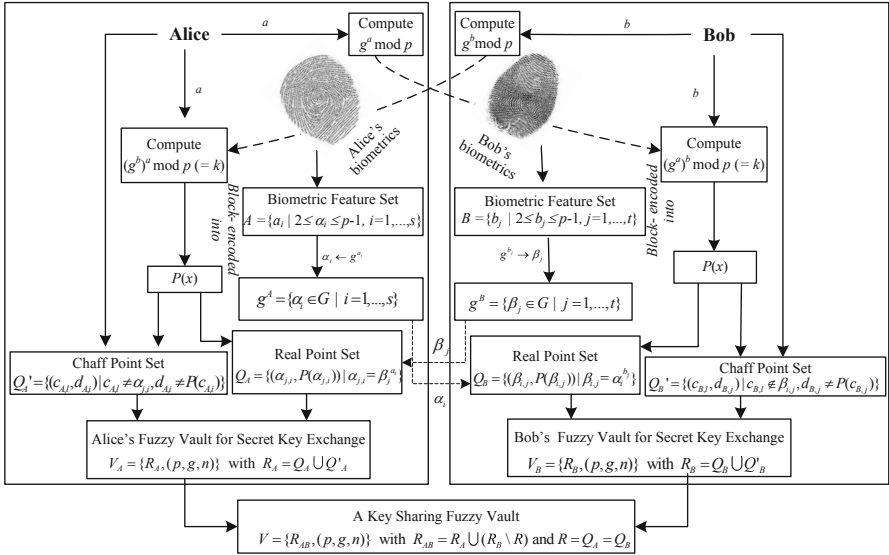 Alice
a
Compute
g^a mod p
Compute
g^b mod p
b
Bob
a
b
Compute
(g^b)^a mod p (= k)
Alice's
biometrics
Bob's
biometrics
Compute
(g^a)^b mod p (= k)
Block- encoded
into
Biometric Feature Set
A = {a_i | 2≤ α_i ≤ p-1, i=1,...,s}
Biometric Feature Set
B = {b_j | 2≤ b_j ≤ p-1, j=1,...,t}
Block- encoded
into
α_i ← g^{a_i}
g^{b_j} → β_j
P(x)
g^A = {α_i ∈ G | i=1,...,s}
g^B = {β_j ∈ G | j=1,...,t}
P(x)
β_j
α_i
Chaff Point Set
Q_A' = {(c_{A,l}, d_{A,j}) | c_{A,l} ≠ α_{j,i}, d_{A,j} ≠ P(c_{A,j})}
Real Point Set
Q_A = {(α_{j,i}, P(α_{j,i})) | α_{j,i} = β_j^{a_i}}
Real Point Set
Q_B = {(β_{i,j}, P(β_{i,j})) | β_{i,j} = α_i^{b_j}}
Chaff Point Set
Q_B' = {(c_{B,l}, d_{B,j}) | c_{B,l} ∉ β_{i,j}, d_{B,j} ≠ P(c_{B,j})}
Alice's Fuzzy Vault for Secret Key Exchange
V_A = {R_A, (p, g, n)} with R_A = Q_A ∪ Q'_A
Bob's Fuzzy Vault for Secret Key Exchange
V_B = {R_B, (p, g, n)} with R_B = Q_B ∪ Q'_B
A Key Sharing Fuzzy Vault
V = {R_{AB}, (p, g, n)} with R_{AB} = R_A ∪ (R_B \ R) and R = Q_A = Q_B